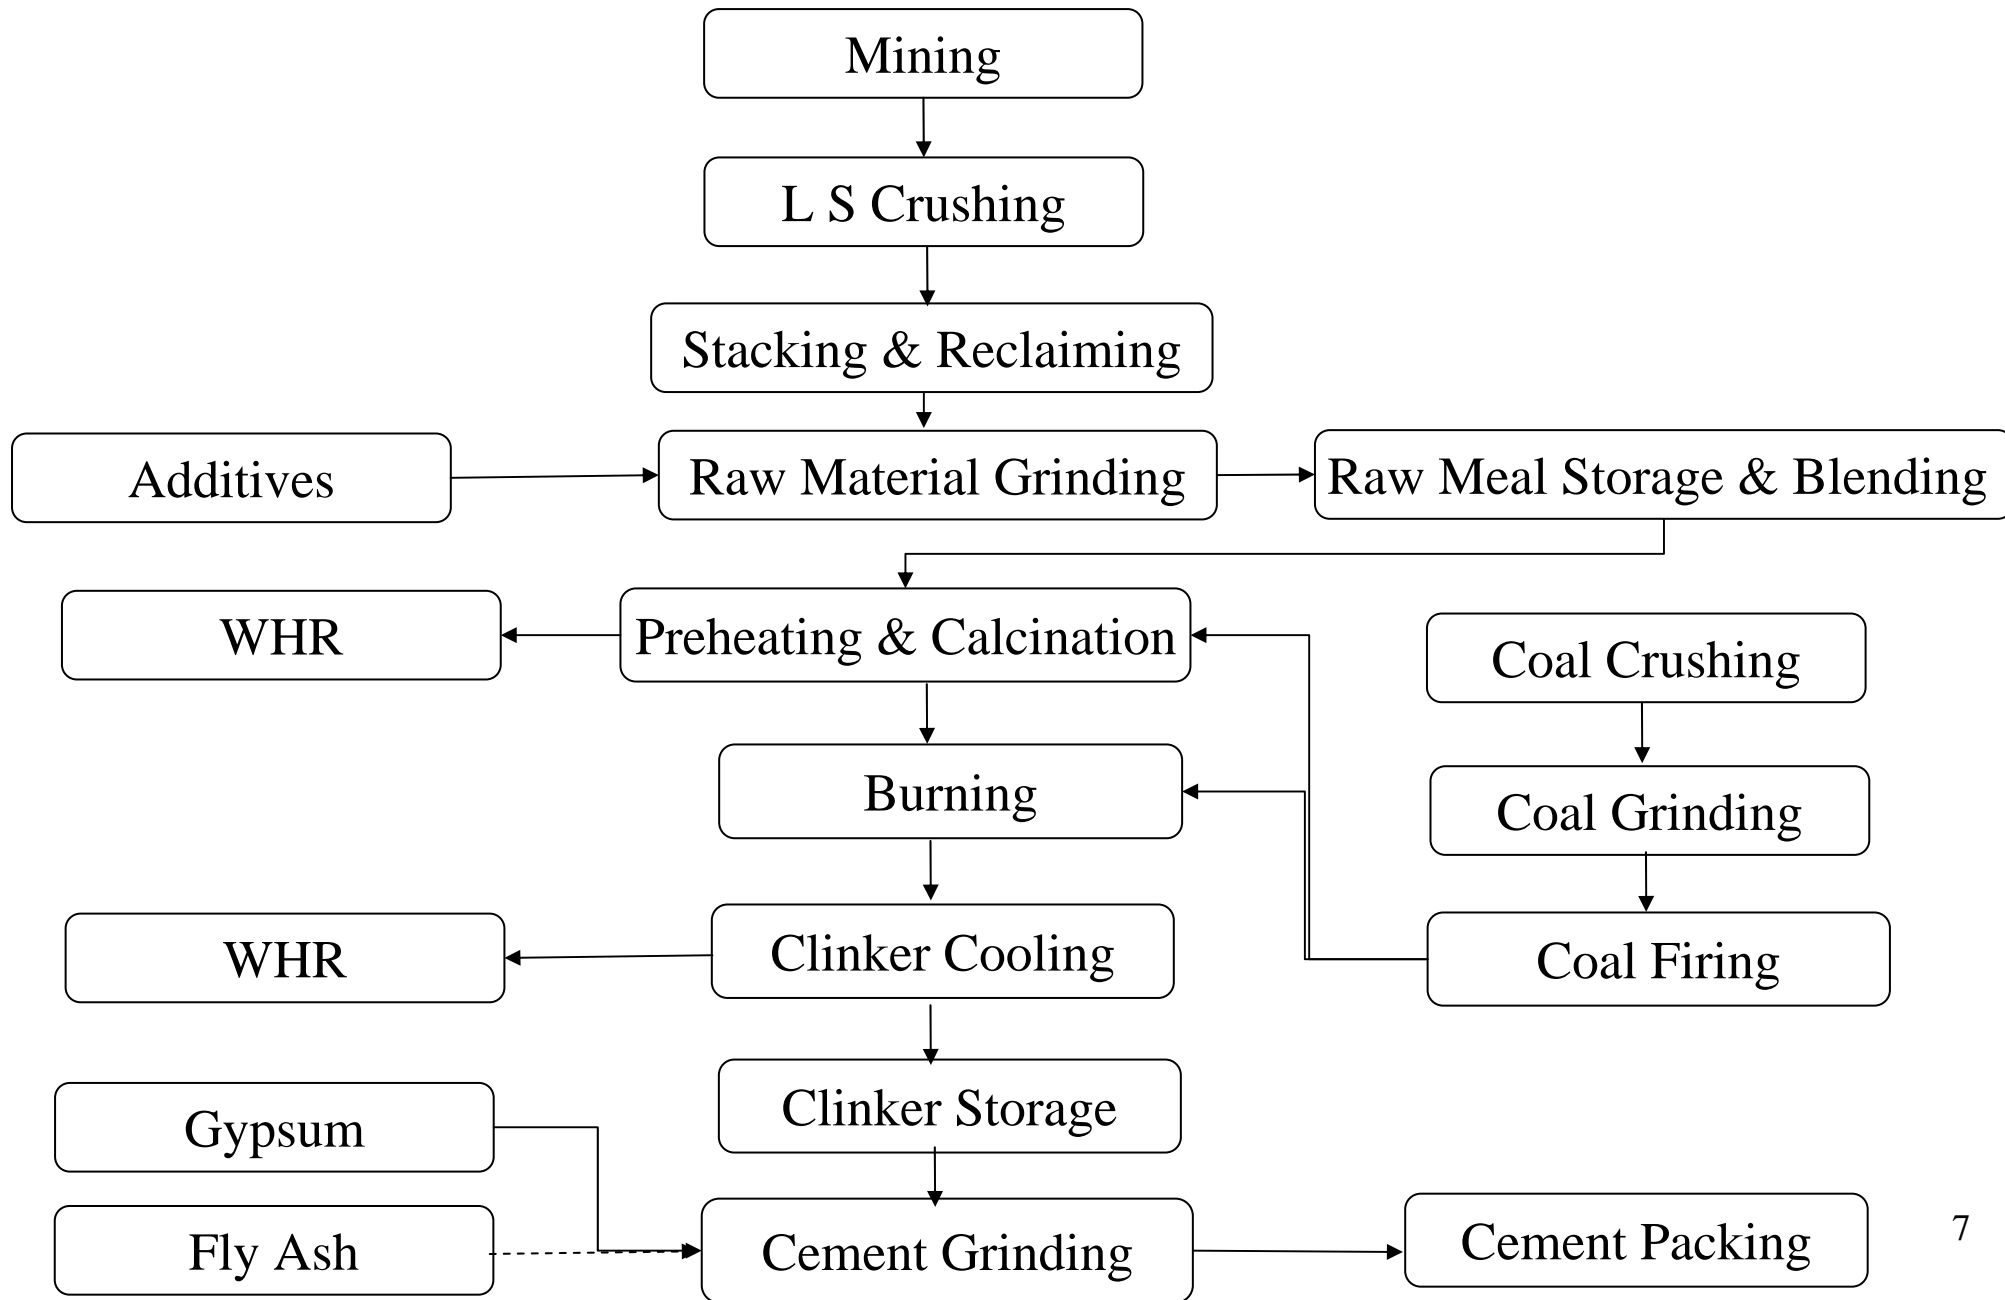 Mining
L S Crushing
Stacking & Reclaiming
Additives
Raw Material Grinding
Raw Meal Storage & Blending
WHR
Preheating & Calcination
Coal Crushing
Burning
Coal Grinding
WHR
Clinker Cooling
Coal Firing
Gypsum
Clinker Storage
Fly Ash
Cement Grinding
Cement Packing
7